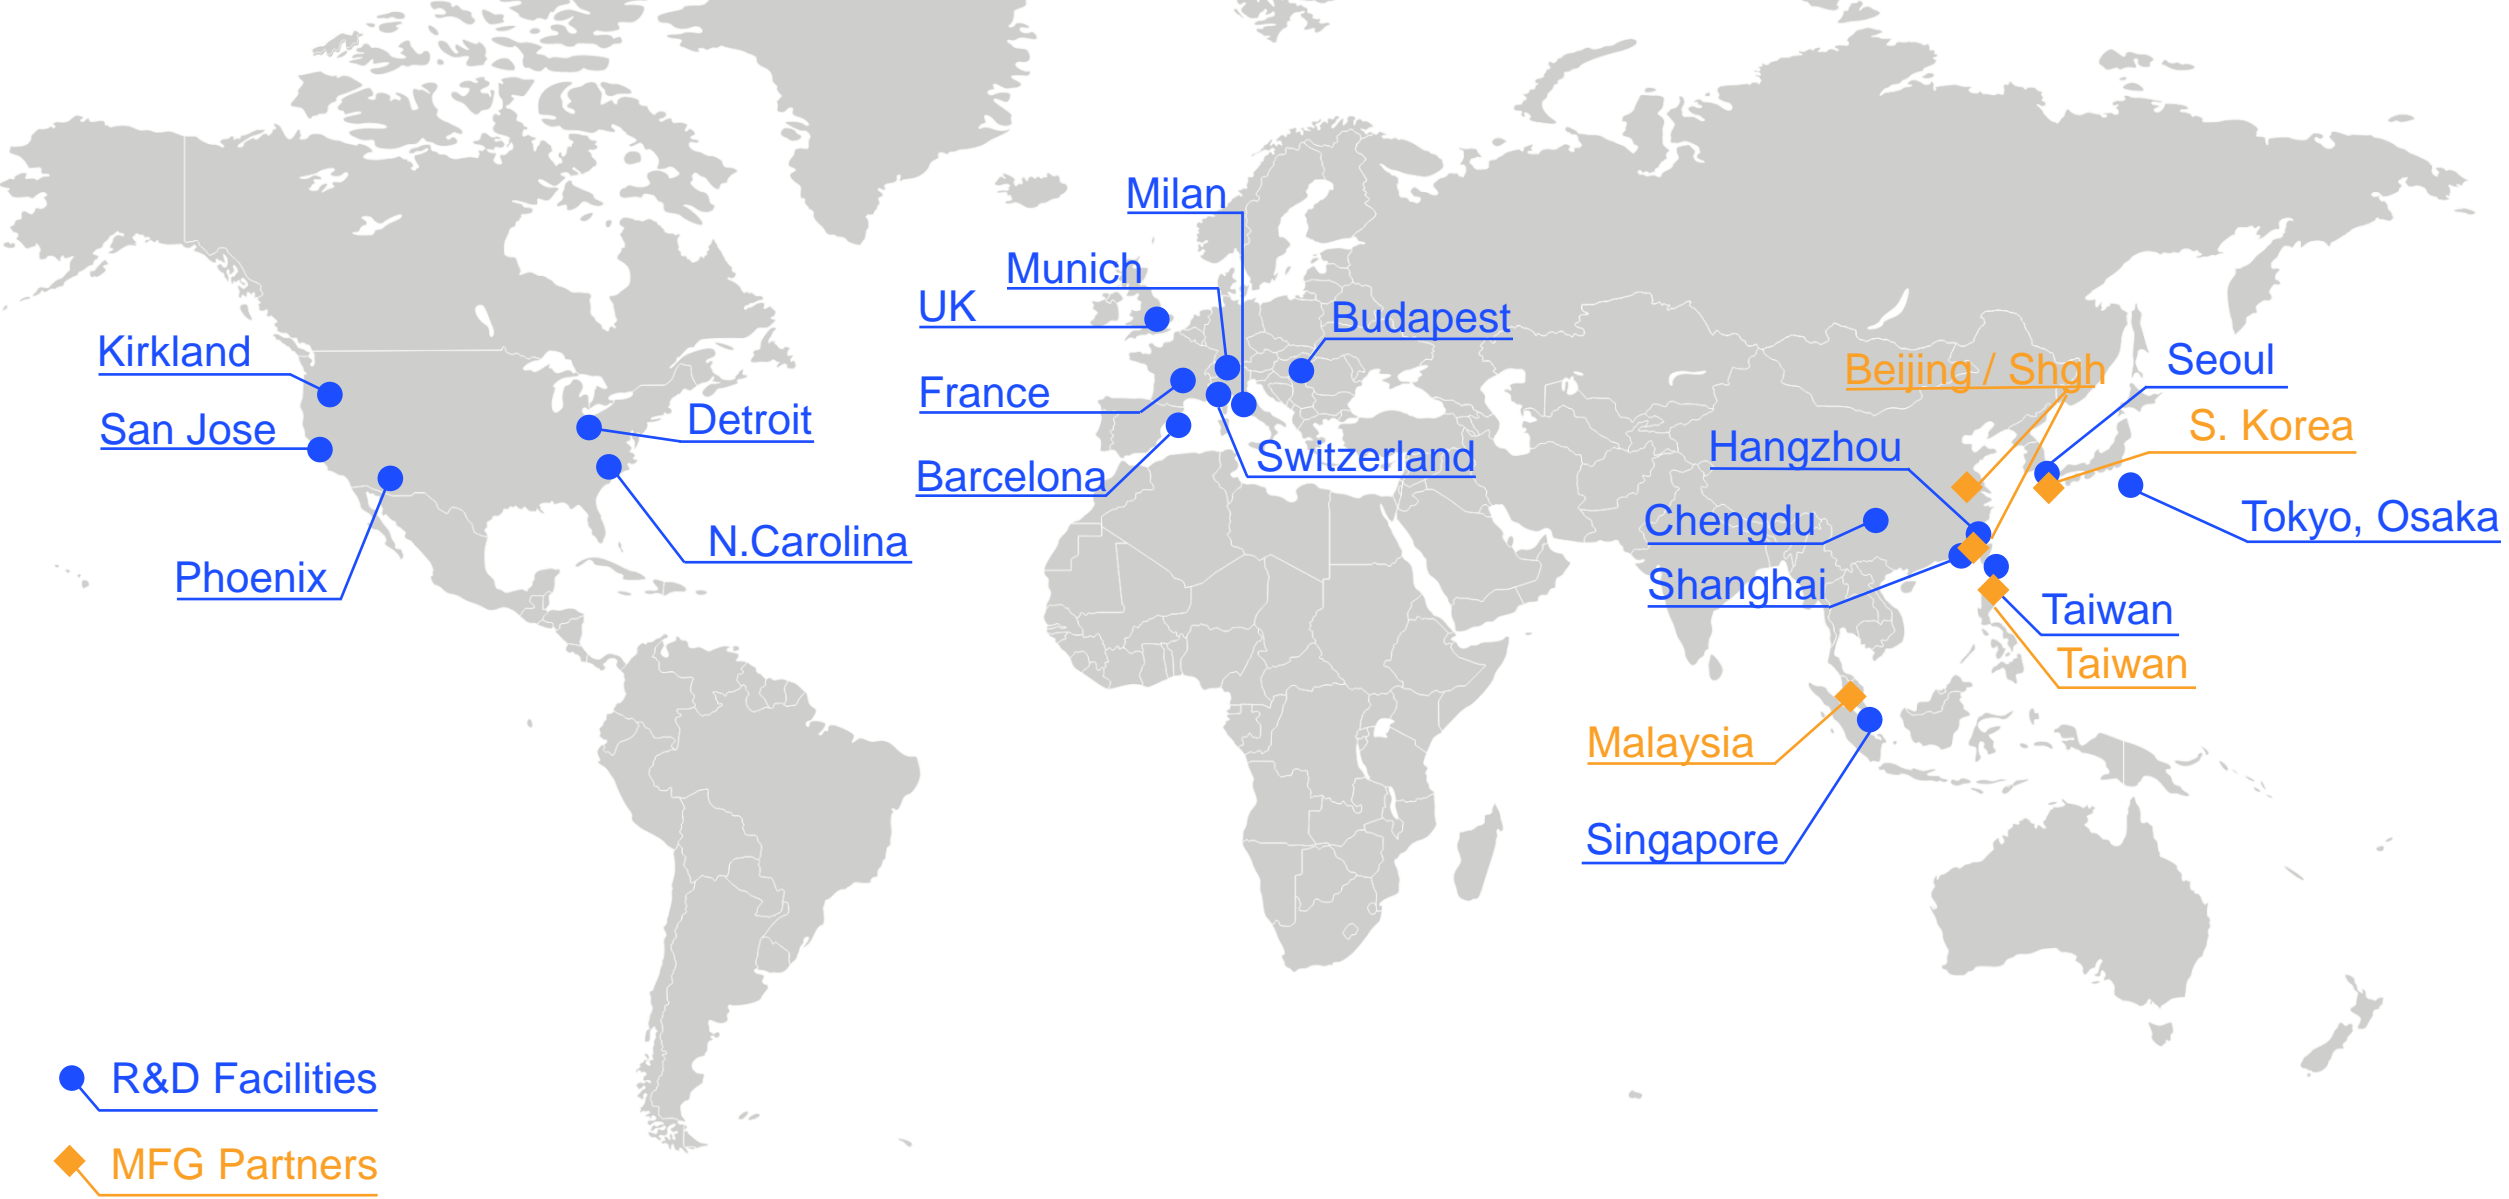 Milan
Munich
UK
Budapest
Kirkland
France
San Jose
Detroit
Barcelona
Switzerland
N.Carolina
Phoenix
Beijing / Shgh
Seoul
S. Korea
Hangzhou
Chengdu
Tokyo, Osaka
Shanghai
Taiwan
Taiwan
Malaysia
Singapore
R&D Facilities
MFG Partners